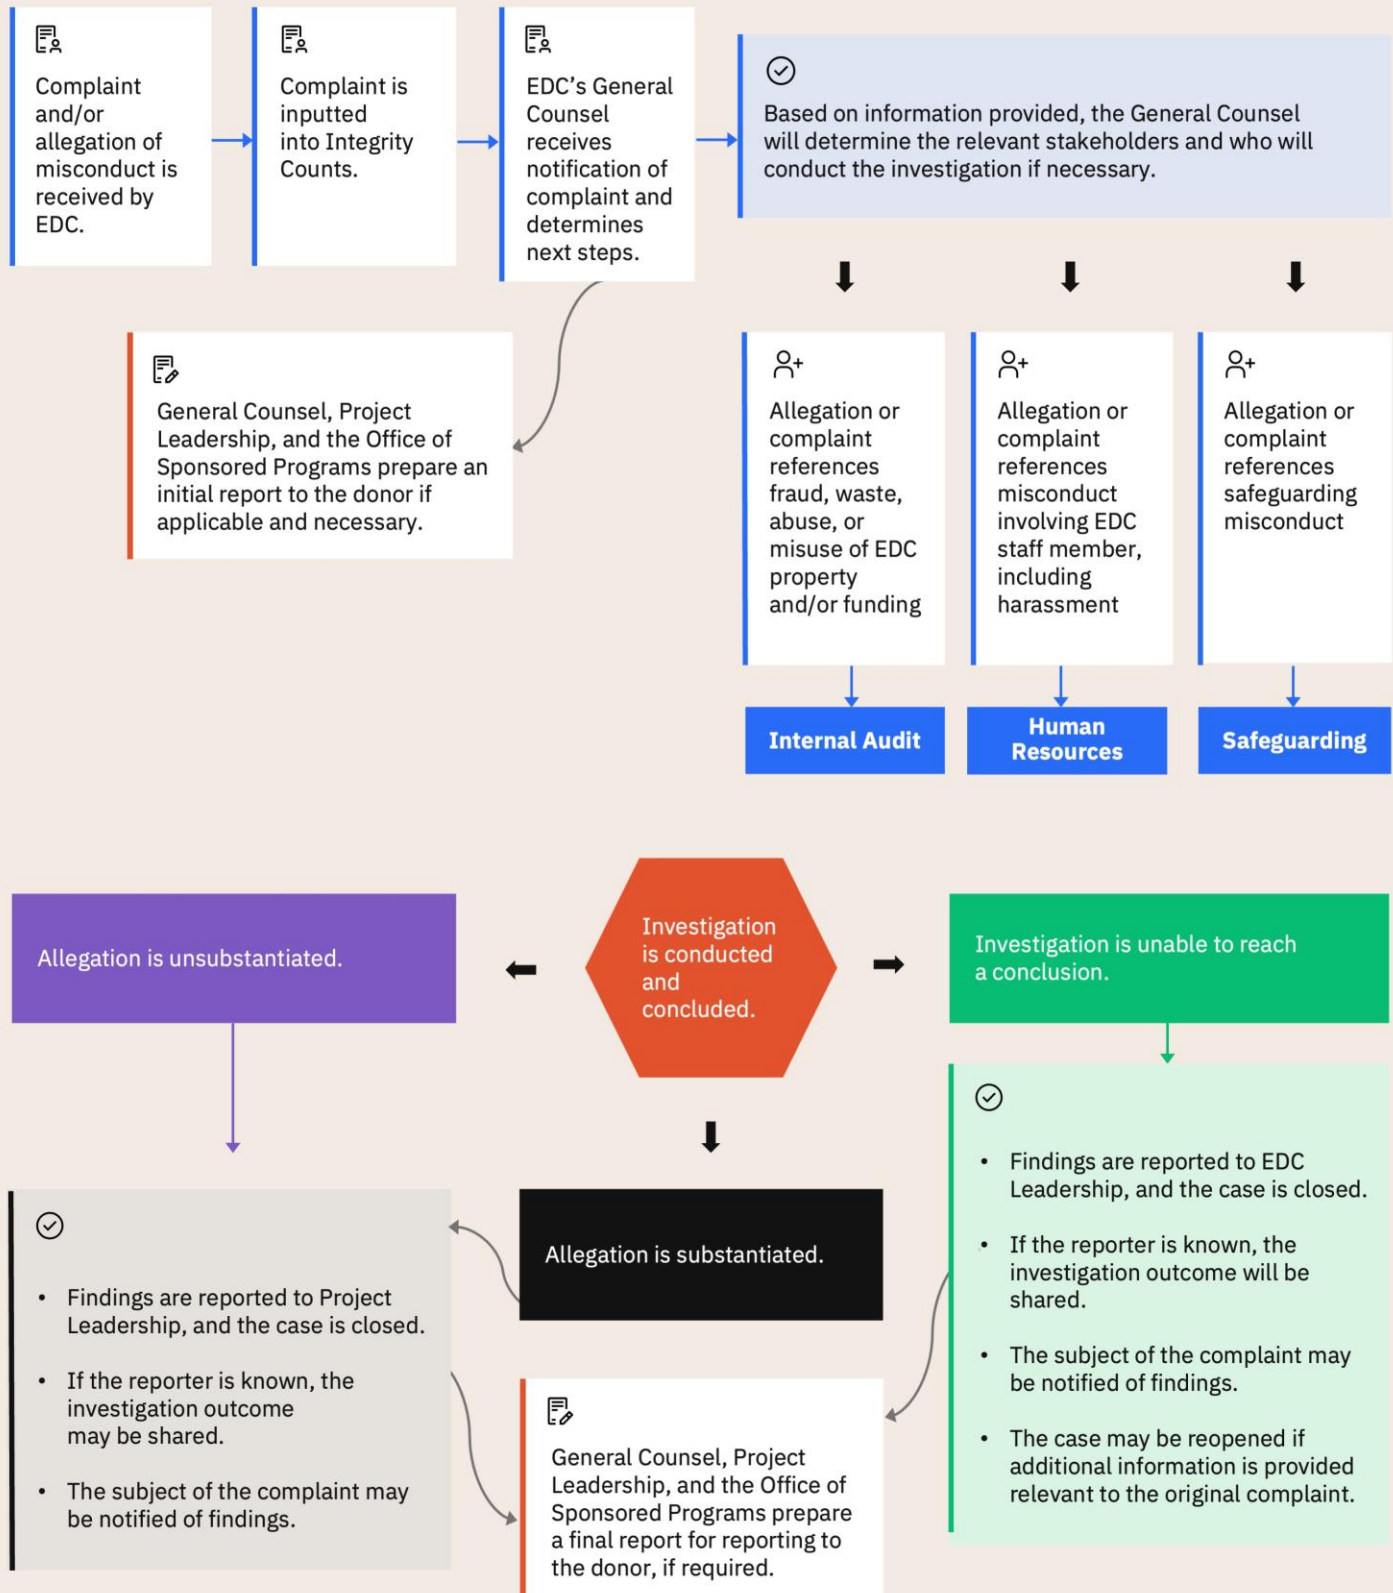 Complaint
and/or
allegation of
misconduct is
received by
EDC.
Complaint is
inputted
into Integrity
Counts.
EDC’s General
Counsel
receives
notification of
complaint and
determines
next steps.
Based on information provided, the General Counsel
will determine the relevant stakeholders and who will
conduct the investigation if necessary.
General Counsel, Project
Leadership, and the Office of
Sponsored Programs prepare an
initial report to the donor if
applicable and necessary.
Allegation or
complaint
references
fraud, waste,
abuse, or
misuse of EDC
property
and/or funding
Allegation or
complaint
references
misconduct
involving EDC
staff member,
including
harassment
Allegation or
complaint
references
safeguarding
misconduct
Internal Audit
Human
Resources
Safeguarding
Allegation is unsubstantiated.
Investigation
is conducted
and
concluded.
Investigation is unable to reach
a conclusion.
Allegation is substantiated.
• Findings are reported to Project
Leadership, and the case is closed.
• If the reporter is known, the
investigation outcome
may be shared.
• The subject of the complaint may
be notified of findings.
General Counsel, Project
Leadership, and the Office of
Sponsored Programs prepare
a final report for reporting to
the donor, if required.
• Findings are reported to EDC
Leadership, and the case is closed.
• If the reporter is known, the
investigation outcome will be
shared.
• The subject of the complaint may
be notified of findings.
• The case may be reopened if
additional information is provided
relevant to the original complaint.